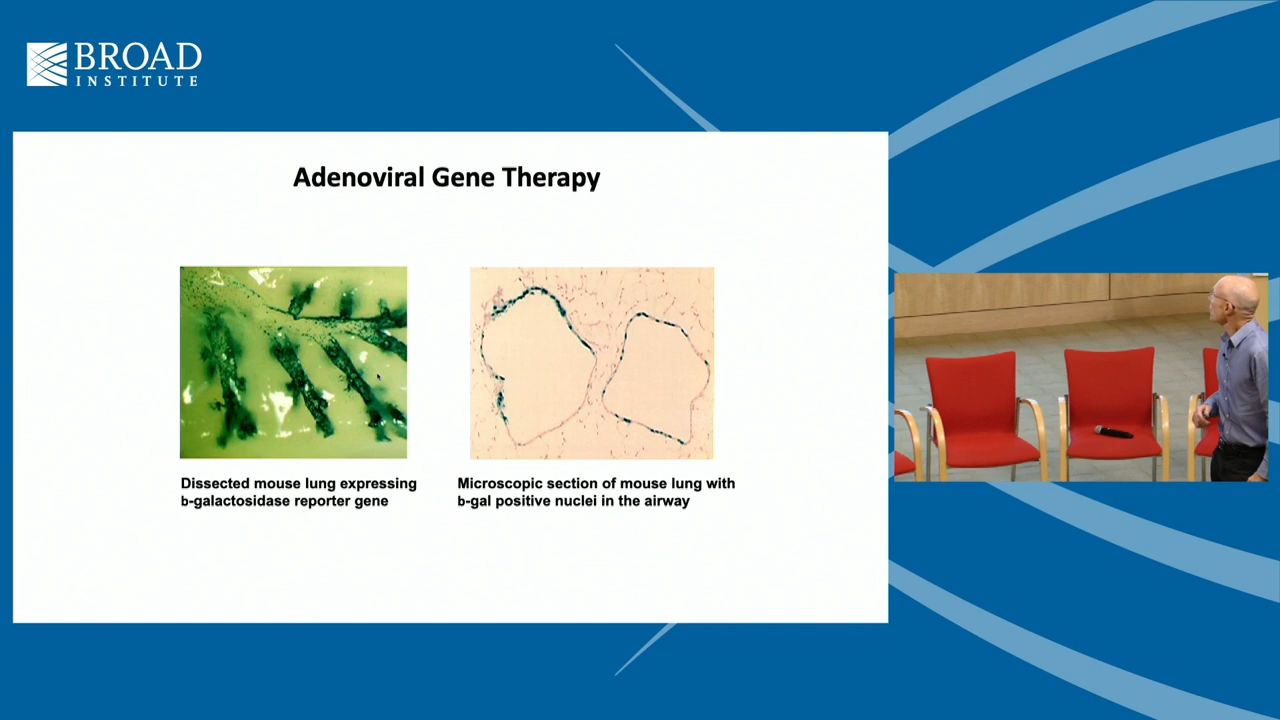 BROAD
INSTITUTE
Adenoviral Gene Therapy
Dissected mouse lung expressing
b-galactosidase reporter gene
Microscopic section of mouse lung with
b-gal positive nuclei in the airway